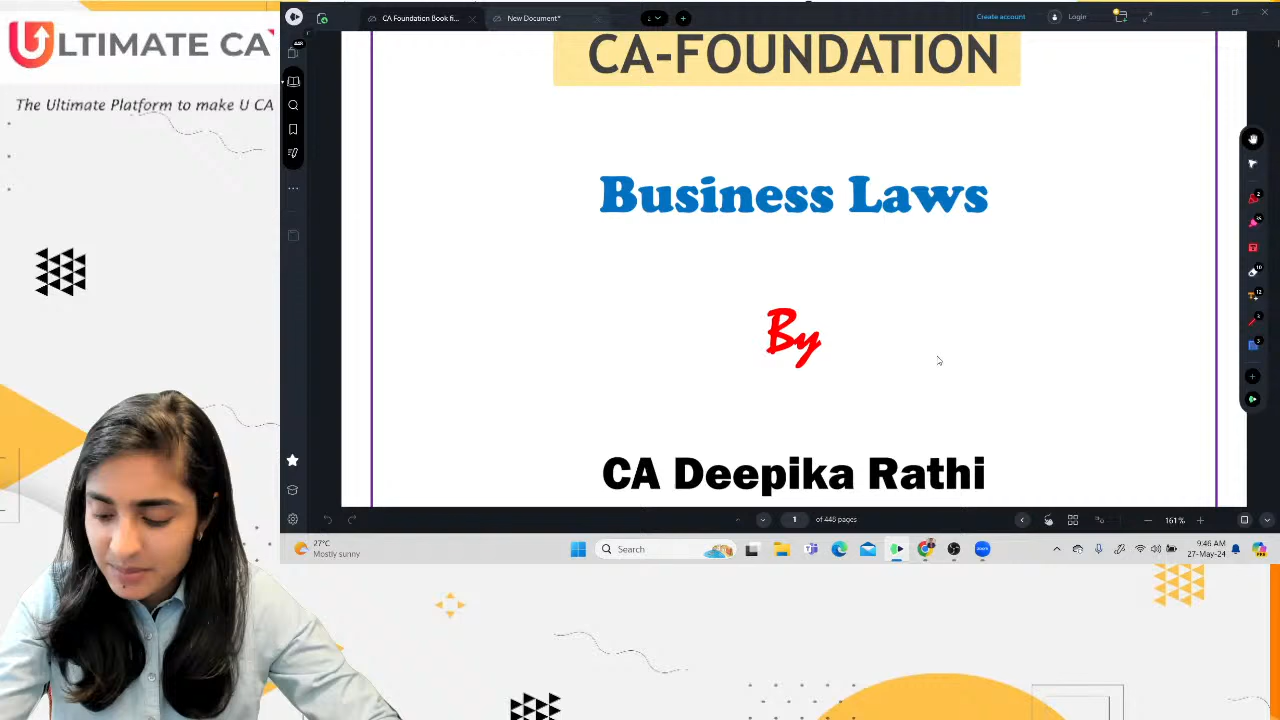 ULTIMATE CA
The Ultimate Platform to make U CA
CA Foundation Book fi...
New Document*
Create account
Login
CA-FOUNDATION
Business Laws
By
CA Deepika Rathi
1 of 448 pages
161%
27°C
Mostly sunny
Search
9:46 AM
27-May-24